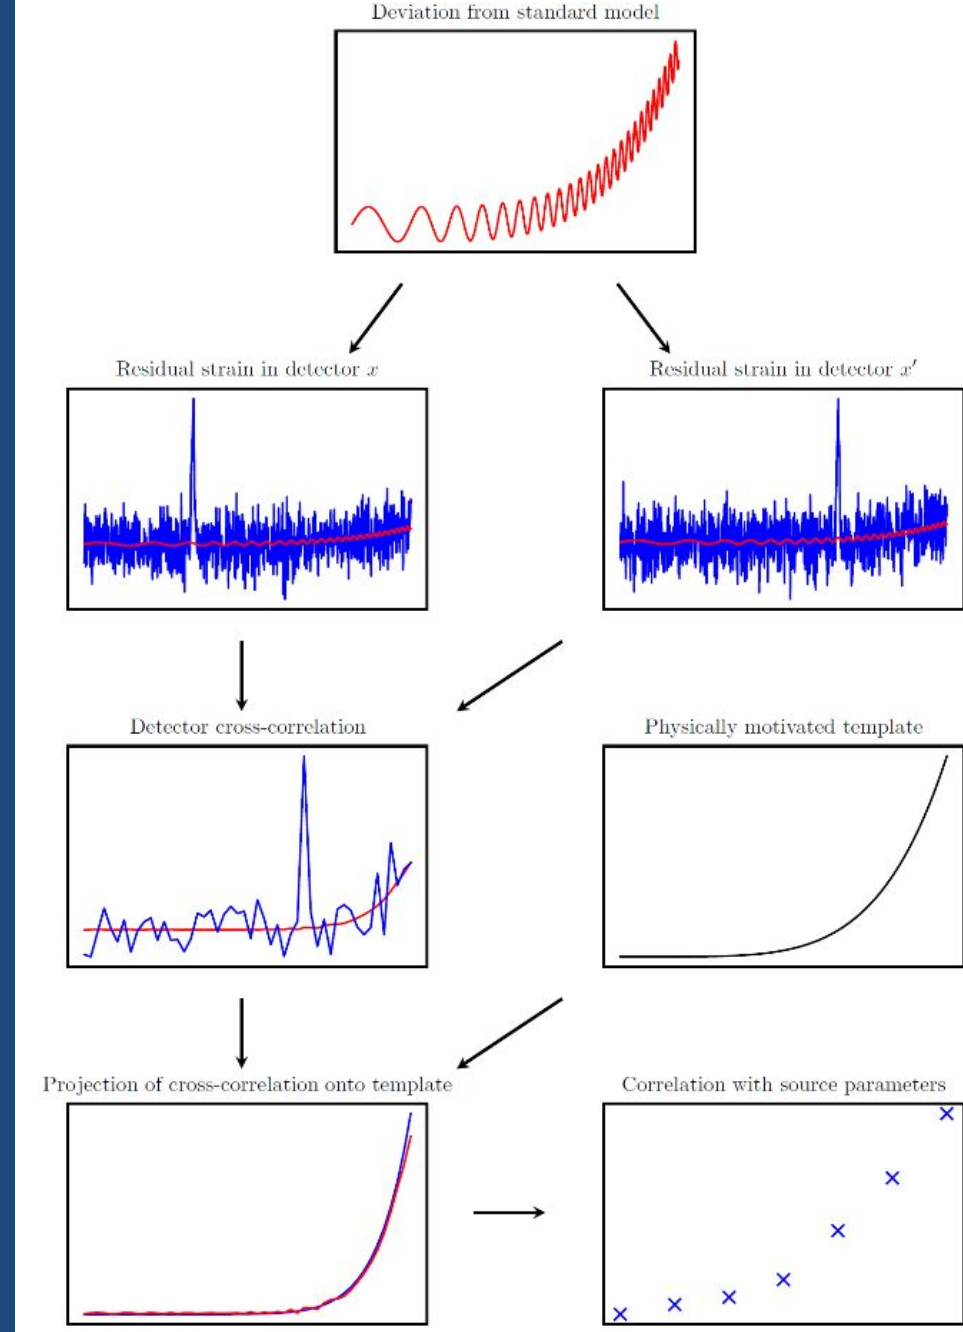 Deviation from standard model
Residual strain in detector x
Residual strain in detector x′
Detector cross-correlation
Physically motivated template
Projection of cross-correlation onto template
Correlation with source parameters